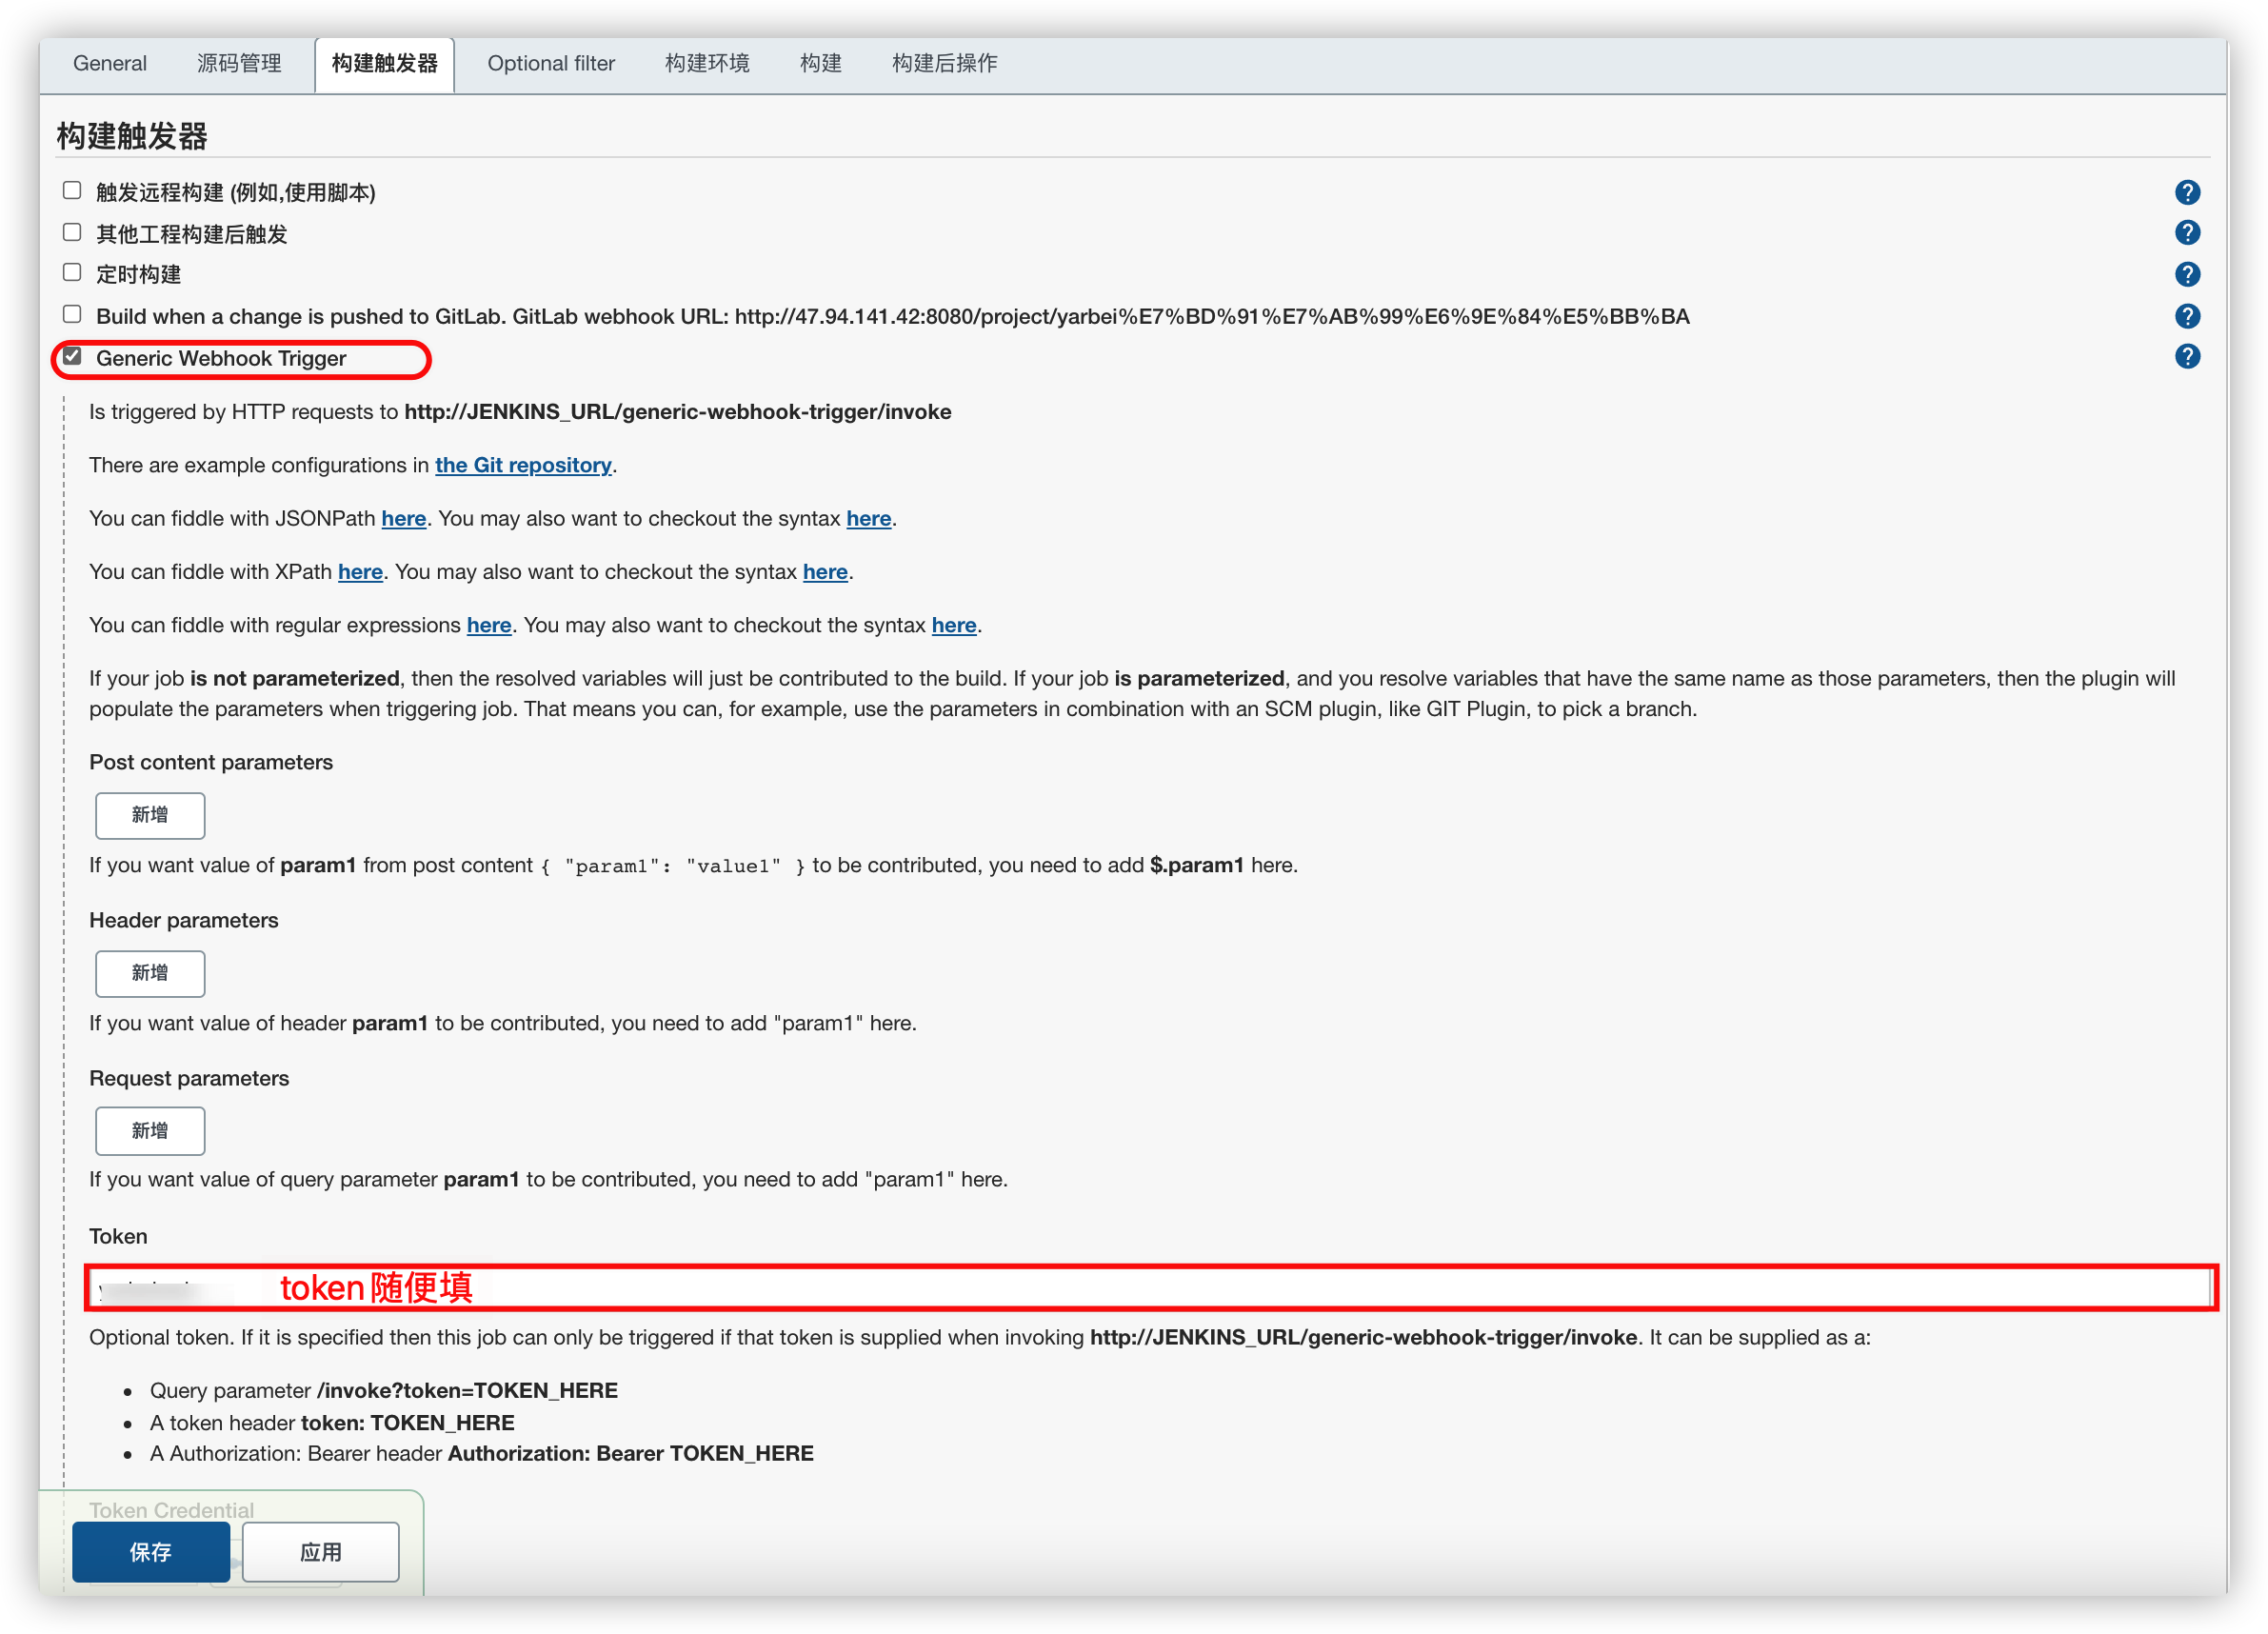 General 源码管理 构建触发器 Optional filter 构建环境 构建 构建后操作
构建触发器
触发远程构建 (例如,使用脚本)
其他工程构建后触发
定时构建
Build when a change is pushed to GitLab. GitLab webhook URL: http://47.94.141.42:8080/project/yarbei%E7%BD%91%E7%AB%99%E6%9E%84%E5%BB%BA
Generic Webhook Trigger
Is triggered by HTTP requests to http://JENKINS_URL/generic-webhook-trigger/invoke
There are example configurations in the Git repository.
You can fiddle with JSONPath here. You may also want to checkout the syntax here.
You can fiddle with XPath here. You may also want to checkout the syntax here.
You can fiddle with regular expressions here. You may also want to checkout the syntax here.
If your job is not parameterized, then the resolved variables will just be contributed to the build. If your job is parameterized, and you resolve variables that have the same name as those parameters, then the plugin will
populate the parameters when triggering job. That means you can, for example, use the parameters in combination with an SCM plugin, like GIT Plugin, to pick a branch.
Post content parameters
新增
If you want value of param1 from post content { "param1": "value1" } to be contributed, you need to add $.param1 here.
Header parameters
新增
If you want value of header param1 to be contributed, you need to add "param1" here.
Request parameters
新增
If you want value of query parameter param1 to be contributed, you need to add "param1" here.
Token
token随便填
Optional token. If it is specified then this job can only be triggered if that token is supplied when invoking http://JENKINS_URL/generic-webhook-trigger/invoke. It can be supplied as a:
• Query parameter /invoke?token=TOKEN_HERE
• A token header token: TOKEN_HERE
• A Authorization: Bearer header Authorization: Bearer TOKEN_HERE
Token Credential
保存 应用